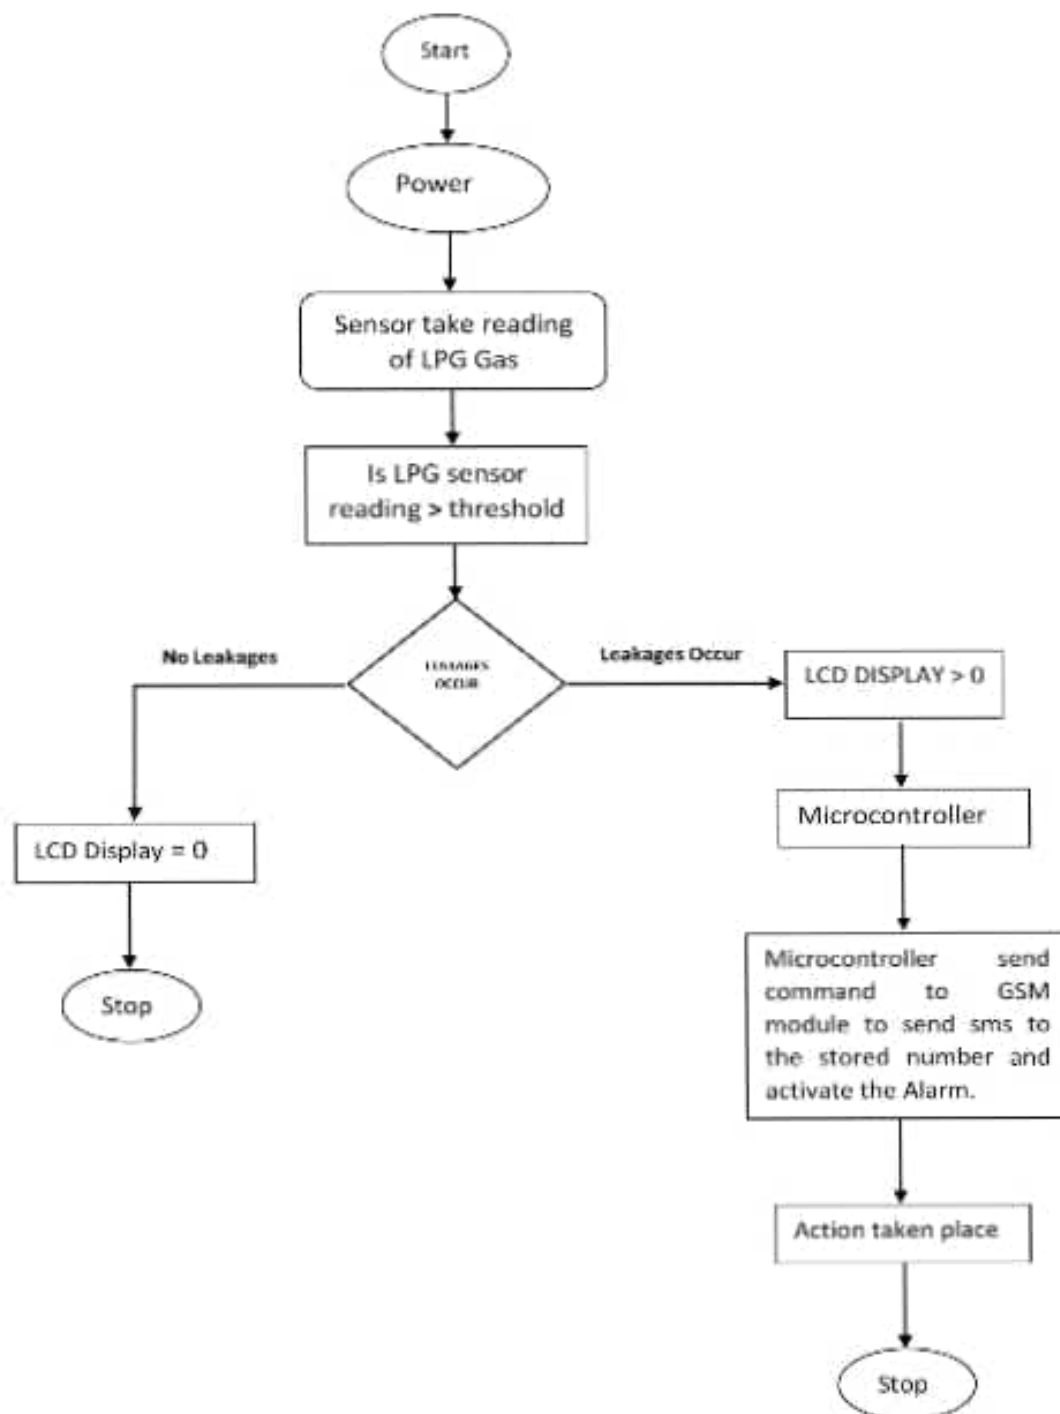 Start
Power
Sensor take reading
of LPG Gas
Is LPG sensor
reading > threshold
No Leakages
LEAKAGES
OCCUR
Leakages Occur
LCD DISPLAY > 0
LCD Display = 0
Stop
Microcontroller
Microcontroller send
command to GSM
module to send sms to
the stored number and
activate the Alarm.
Action taken place
Stop